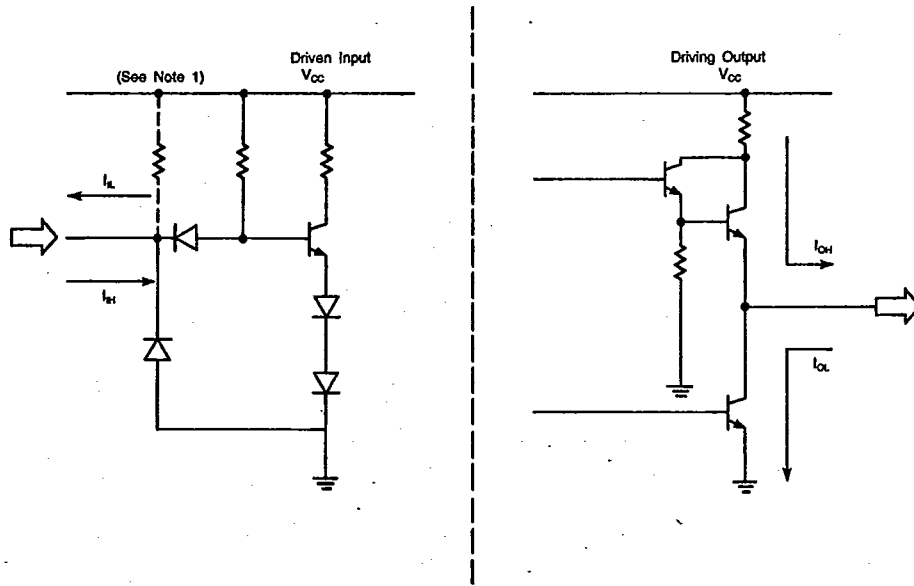 Driven Input
(See Note 1)
VCC
IIL
IIH
Driving Output
VCC
IOH
IOL